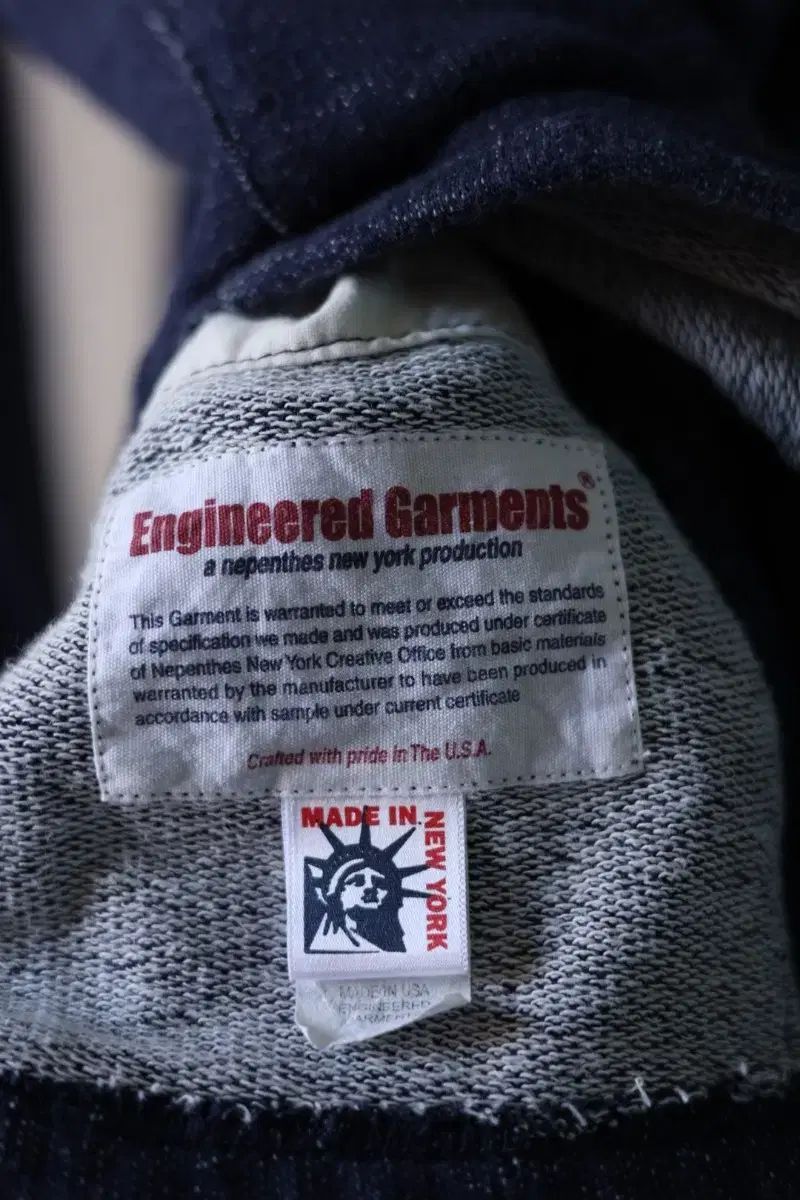 Engineered Garments®
a nepenthes new york production
This Garment is warranted to meet or exceed the standards
of specification we made and was produced under certificate
of Nepenthes New York Creative Office from basic materials
warranted by the manufacturer to have been produced in
accordance with sample under current certificate
Crafted with pride in The U.S.A.
MADE IN
NEW YORK
MADE IN USA
ENGINEERED
GARMENTS